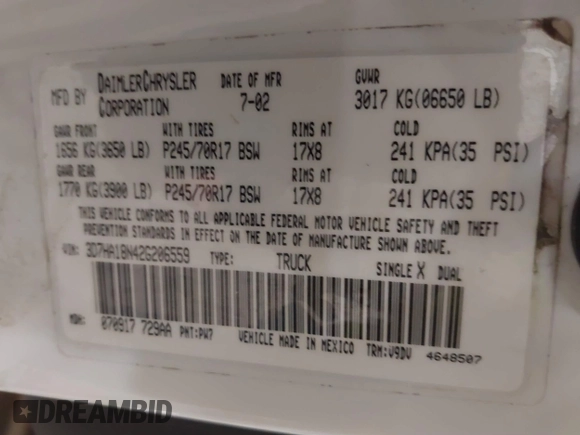 MFD BY DAIMLERCHRYSLER CORPORATION DATE OF MFR 7-02 GVWR 3017 KG(06650 LB)
GAWR FRONT WITH TIRES RIMS AT COLD
1656 KG(3650 LB) P245/70R17 BSW 17X8 241 KPA(35 PSI)
GAWR REAR WITH TIRES RIMS AT COLD
1770 KG(3900 LB) P245/70R17 BSW 17X8 241 KPA(35 PSI)
THIS VEHICLE CONFORMS TO ALL APPLICABLE FEDERAL MOTOR VEHICLE SAFETY AND THEFT
PREVENTION STANDARDS IN EFFECT ON THE DATE OF MANUFACTURE SHOWN ABOVE.
VIN: 3D7HA18N42G206559 TYPE: TRUCK SINGLE X DUAL
MDH: 070917 729AA PNT:PW7 VEHICLE MADE IN MEXICO TRM:V9DV 4648507
DREAMBID